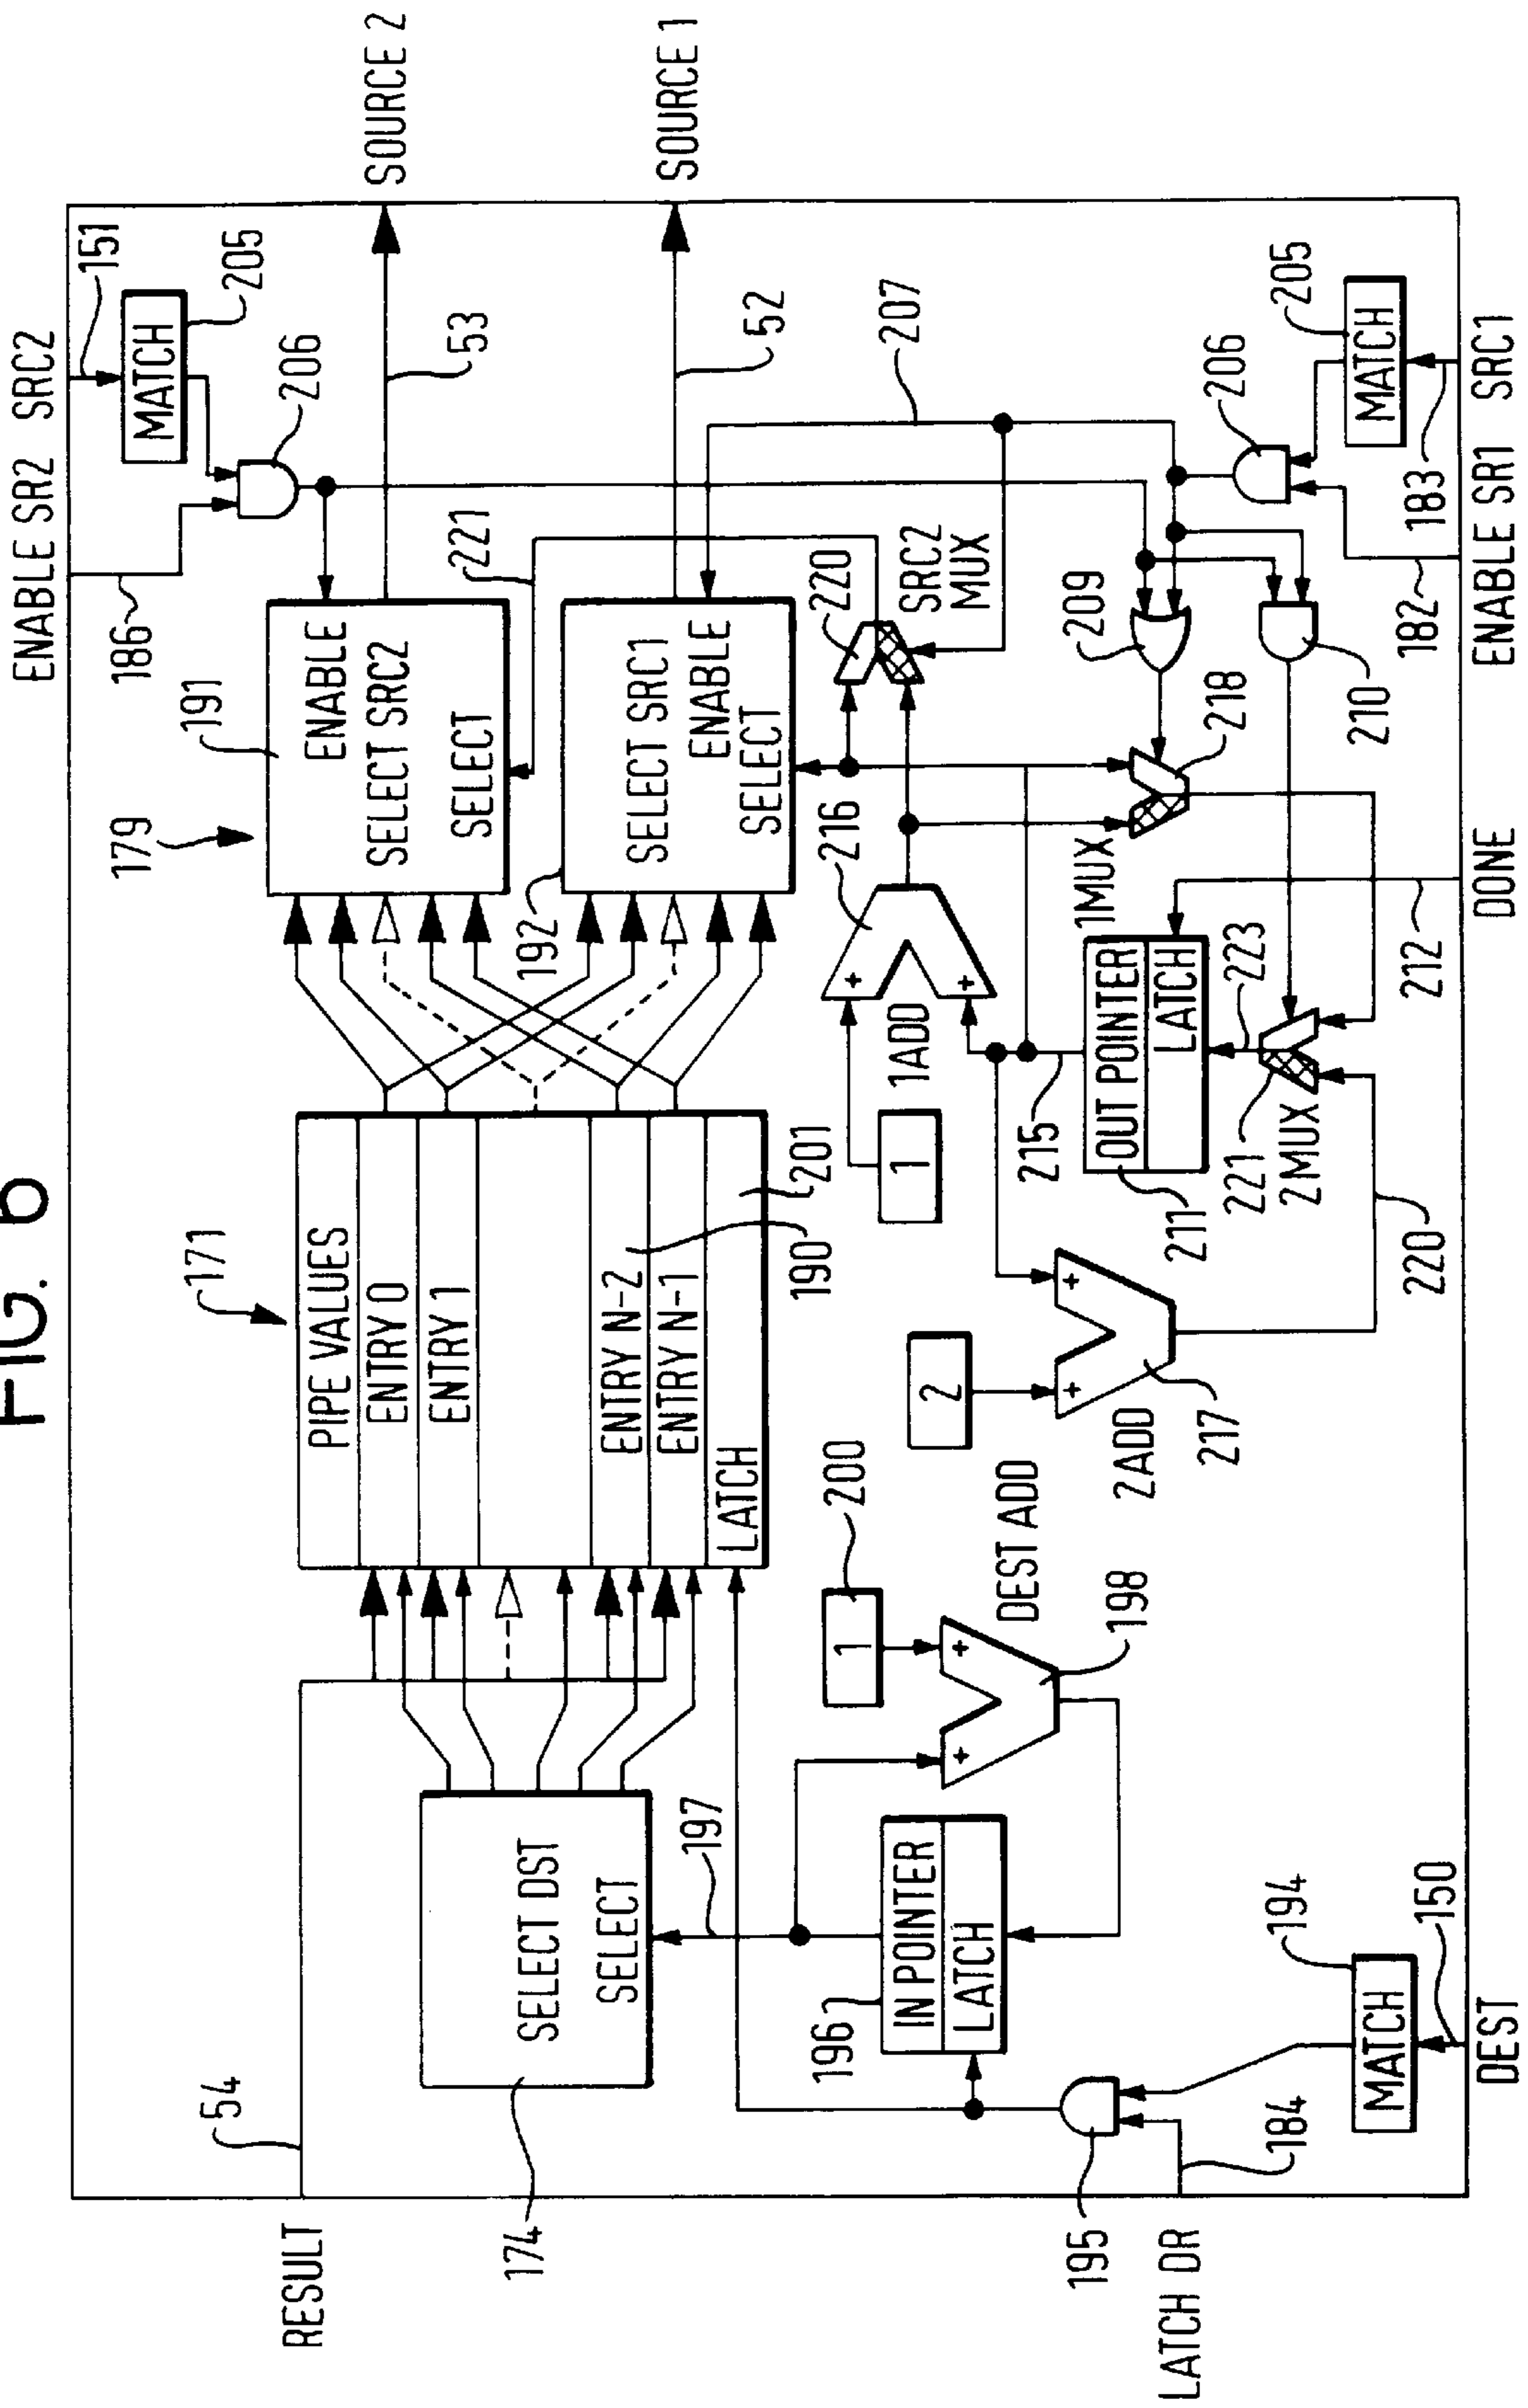 FIG. 6
ENABLE SR2 SRC2
186
151
MATCH
205
206
179
191
ENABLE
SELECT SRC2
SELECT
53
SOURCE 2
221
192
SELECT SRC1
ENABLE
SELECT
52
SOURCE 1
207
171
PIPE VALUES
ENTRY 0
ENTRY 1
ENTRY N-2
ENTRY N-1
LATCH
190
201
RESULT
54
174
SELECT DST
SELECT
197
196
IN POINTER
LATCH
200
1
+
+
DEST ADD
198
2
+
+
2ADD
217
1
1ADD
+
+
216
220
SRC2
MUX
215
OUT POINTER
LATCH
211
1MUX
218
209
210
223
221
2MUX
220
212
206
205
MATCH
183
182
195
LATCH DR
184
194
MATCH
150
DEST
DONE
ENABLE SR1 SRC1